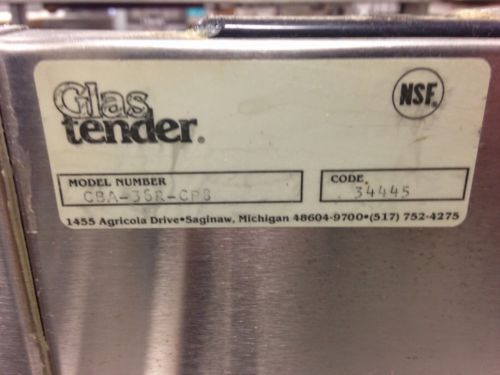 Glas
tender®
NSF®
MODEL NUMBER
CBA-36R-CP8
CODE
34445
1455 Agricola Drive•Saginaw, Michigan 48604-9700•(517) 752-4275